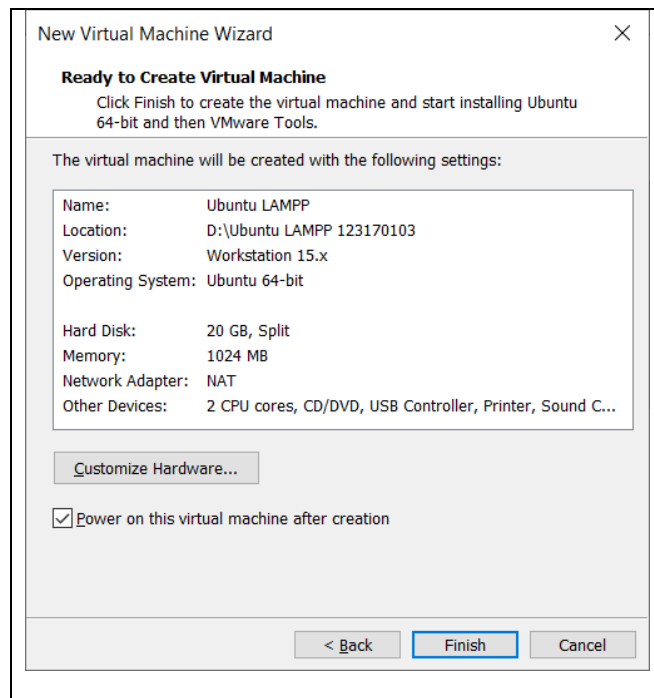 New Virtual Machine Wizard
Ready to Create Virtual Machine
Click Finish to create the virtual machine and start installing Ubuntu
64-bit and then VMware Tools.
The virtual machine will be created with the following settings:
Name: Ubuntu LAMPP
Location: D:\Ubuntu LAMPP 123170103
Version: Workstation 15.x
Operating System: Ubuntu 64-bit
Hard Disk: 20 GB, Split
Memory: 1024 MB
Network Adapter: NAT
Other Devices: 2 CPU cores, CD/DVD, USB Controller, Printer, Sound C...
Customize Hardware...
Power on this virtual machine after creation
< Back Finish Cancel